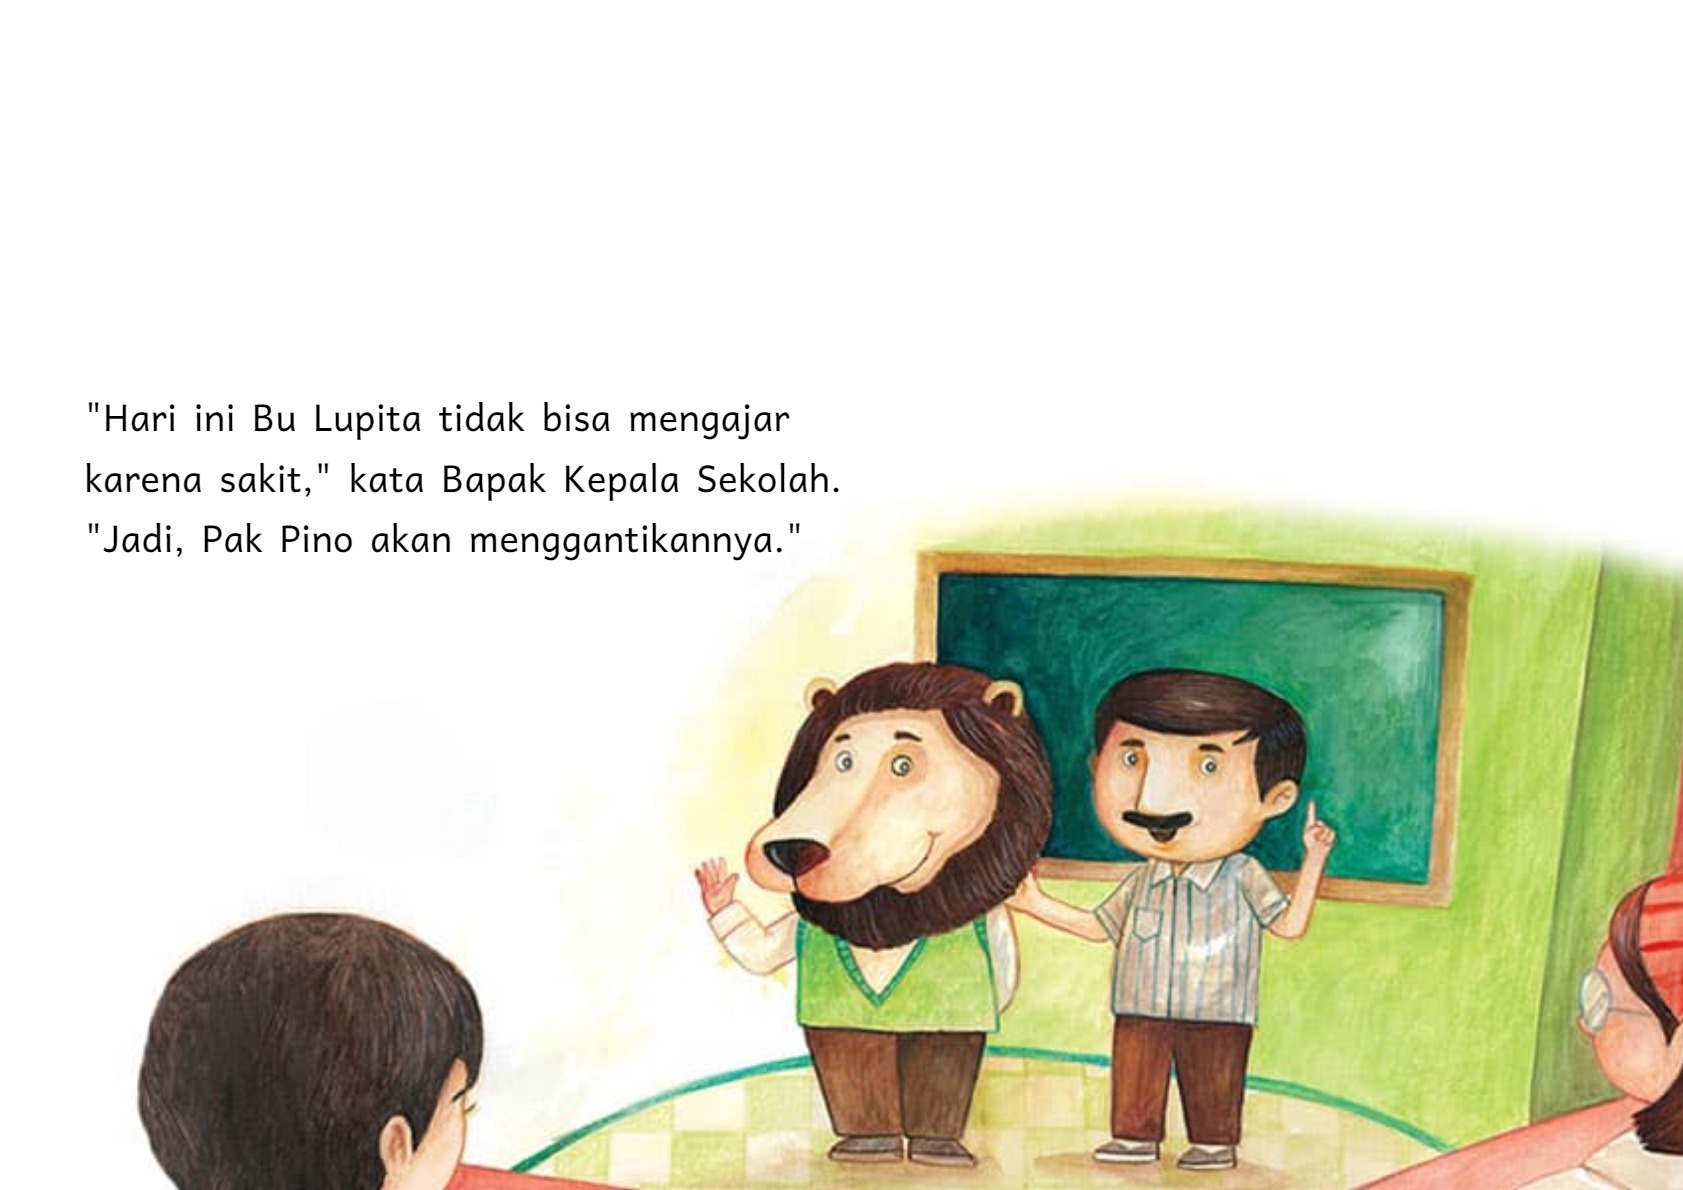 "Hari ini Bu Lupita tidak bisa mengajar
karena sakit," kata Bapak Kepala Sekolah.
"Jadi, Pak Pino akan menggantikannya."